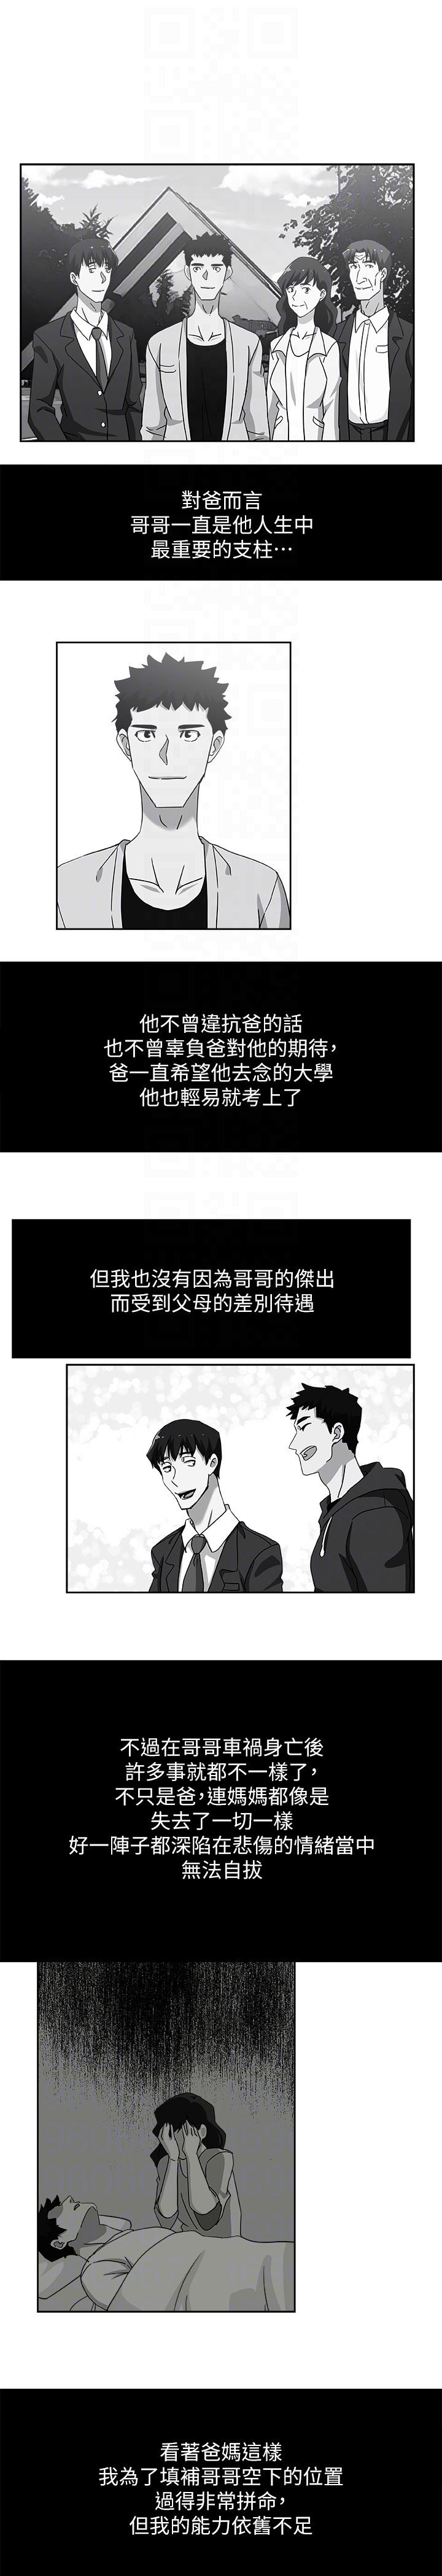 對爸而言
哥哥一直是他人生中
最重要的支柱…
他不曾違抗爸的話
也不曾辜負爸對他的期待，
爸一直希望他去念的大學
他也輕易就考上了
但我也沒有因為哥哥的傑出
而受到父母的差別待遇
不過在哥哥車禍身亡後
許多事就都不一樣了，
不只是爸，連媽媽都像是
失去了一切一樣
好一陣子都深陷在悲傷的情緒當中
無法自拔
看著爸媽這樣
我為了填補哥哥空下的位置
過得非常拼命，
但我的能力依舊不足